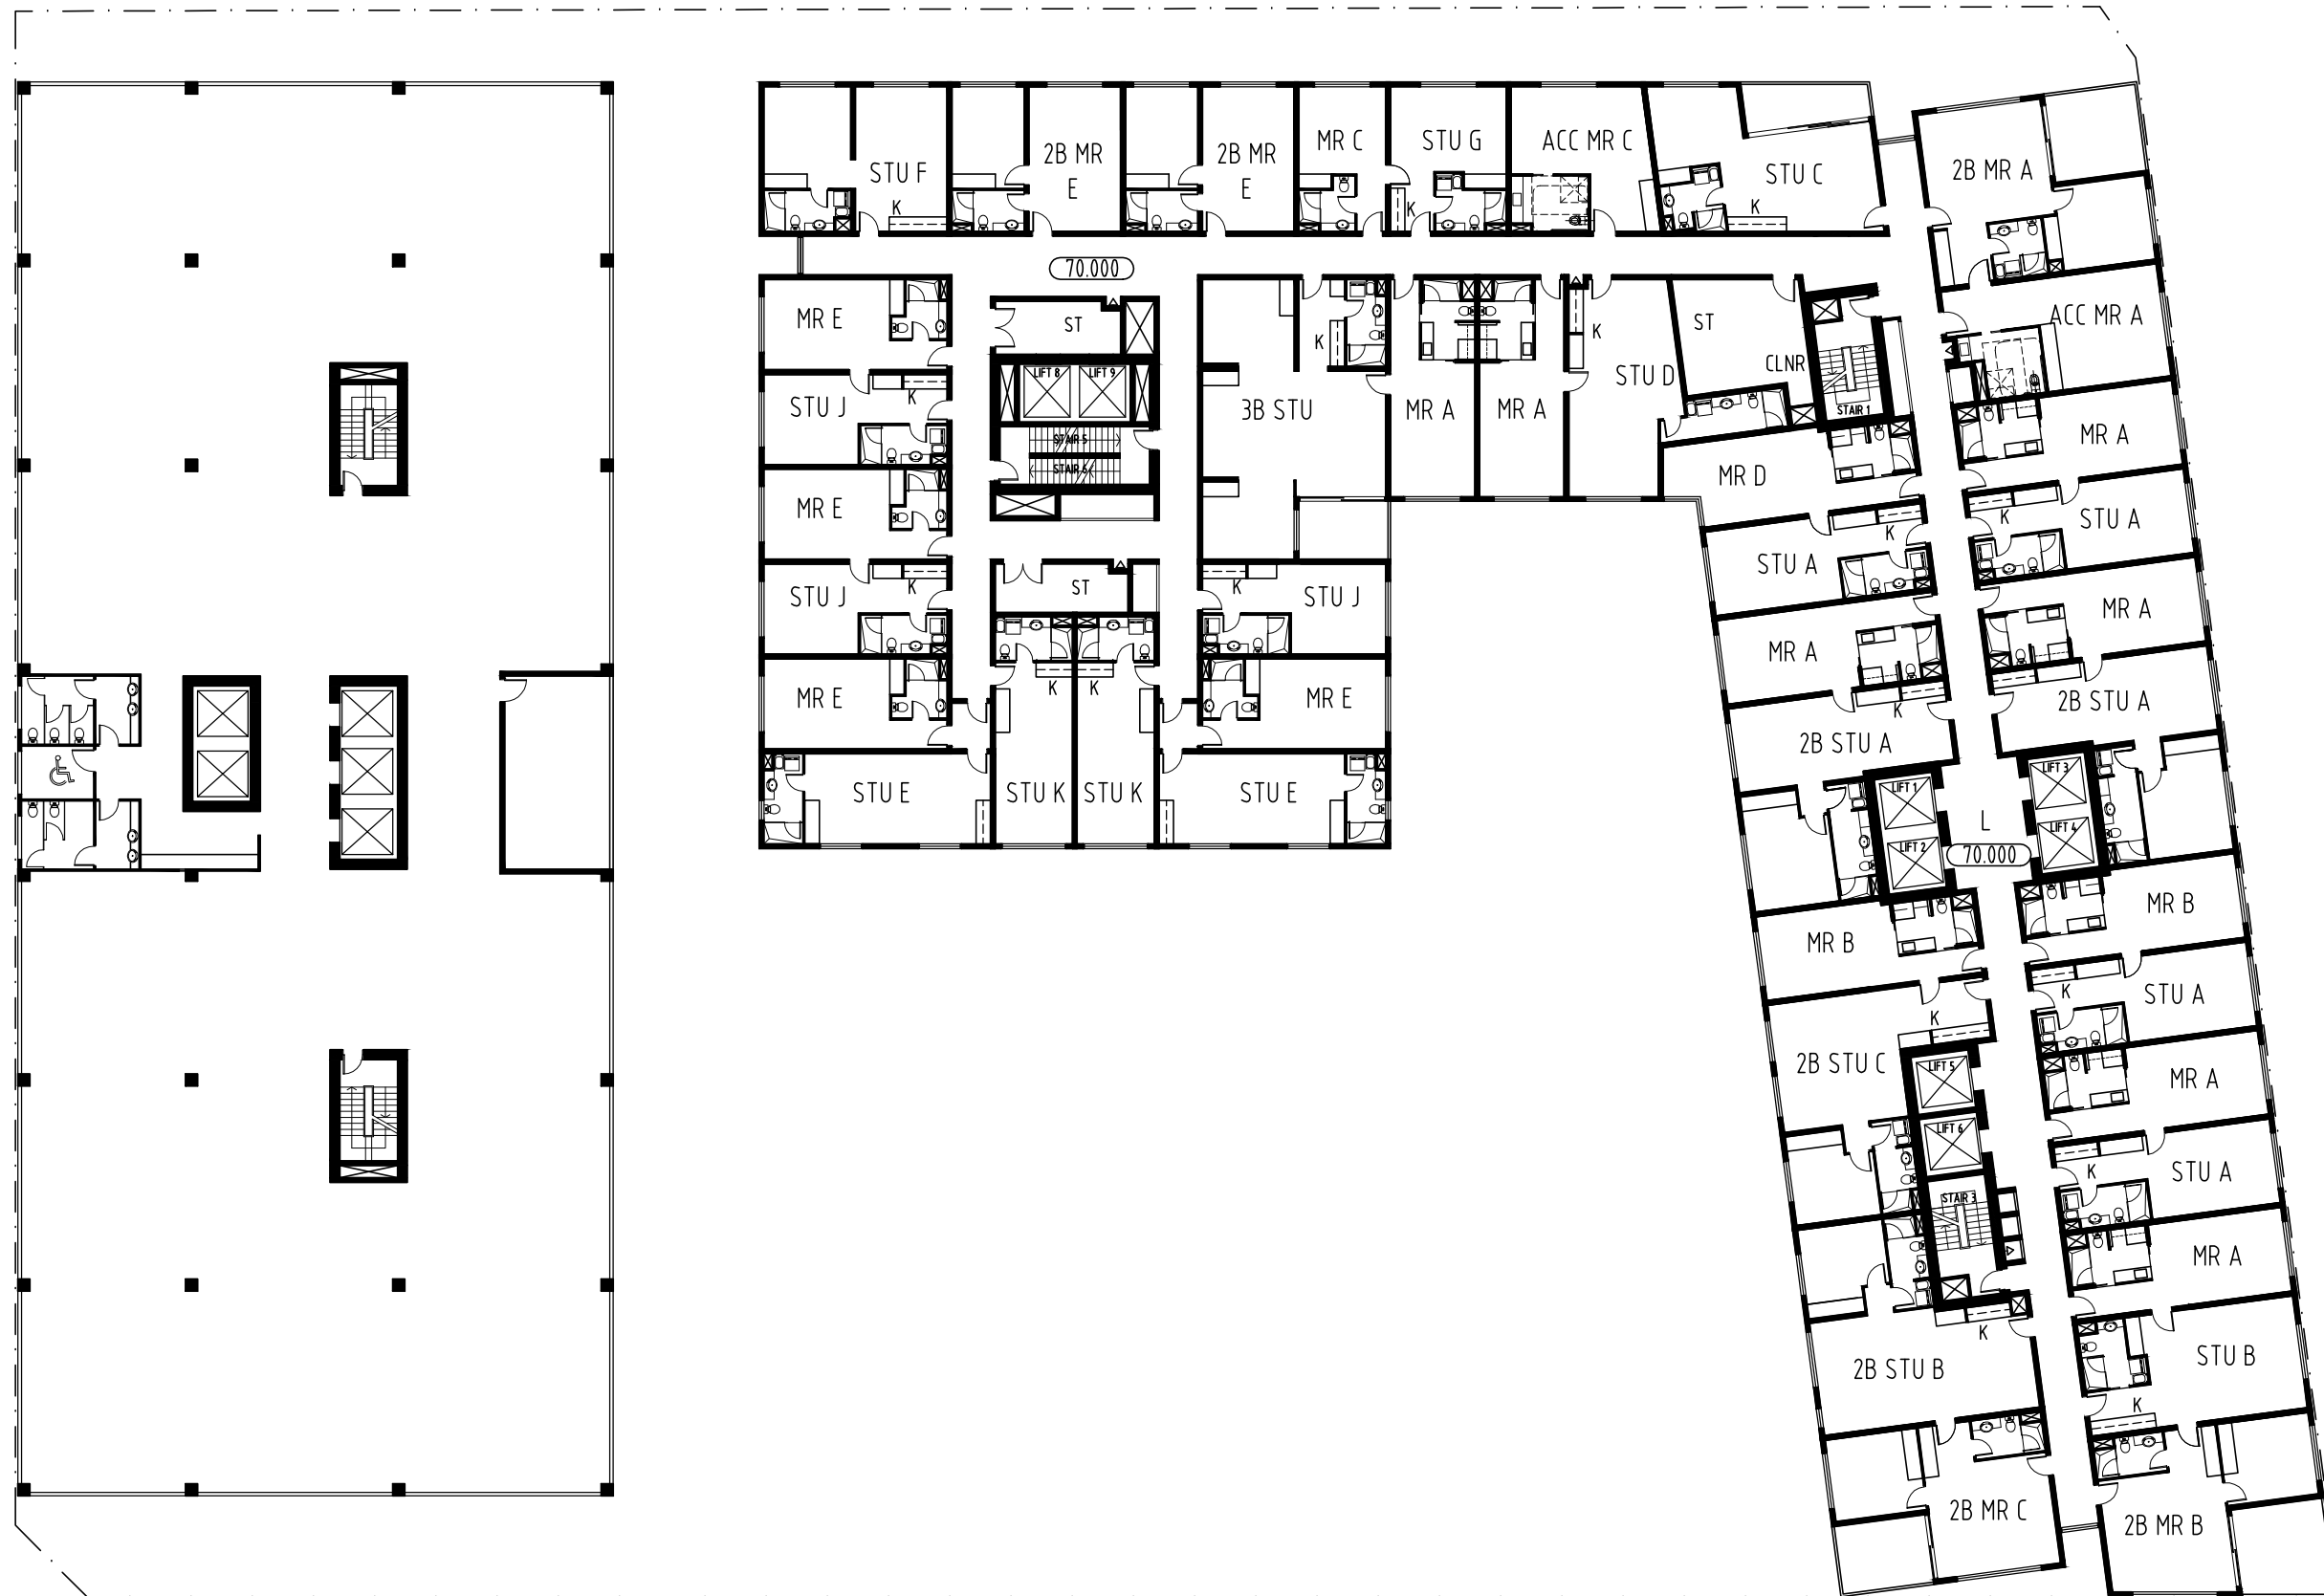 STU F
K
2B MR
E
2B MR
E
MR C
STU G
K
ACC MR C
STU C
K
2B MR A
70.000
MR E
ST
LIFT 8
LIFT 9
STU J
K
STAIR 5
STAIR 6
MR E
STU J
K
ST
MR E
K
K
STU E
STU K
STU K
STU E
STU J
K
MR E
3B STU
K
MR A
MR A
K
STU D
ST
CLNR
STAIR 1
ACC MR A
MR A
MR D
STU A
K
STU A
K
MR A
MR A
2B STU A
2B STU A
K
LIFT 1
LIFT 2
LIFT 3
LIFT 4
L
70.000
MR B
MR B
STU A
K
2B STU C
K
LIFT 5
LIFT 6
MR A
STU A
K
STAIR 3
MR A
K
2B STU B
STU B
K
2B MR C
2B MR B